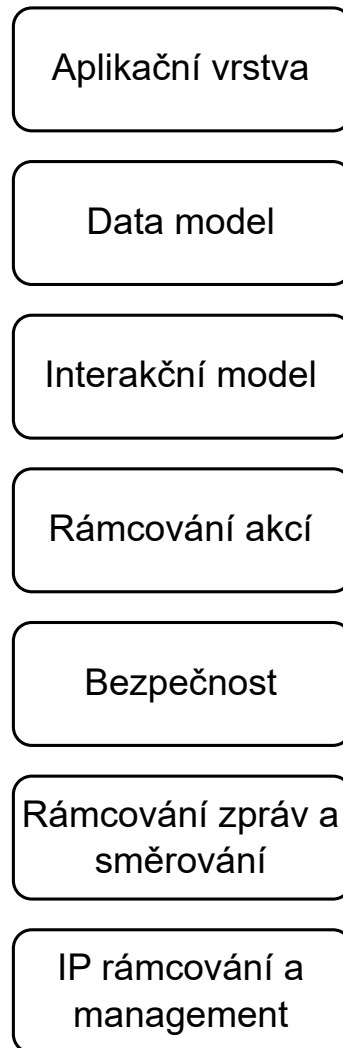 Aplikační vrstva
Data model
Interakční model
Rámcování akcí
Bezpečnost
Rámcování zpráv a
směrování
IP rámcování a
management